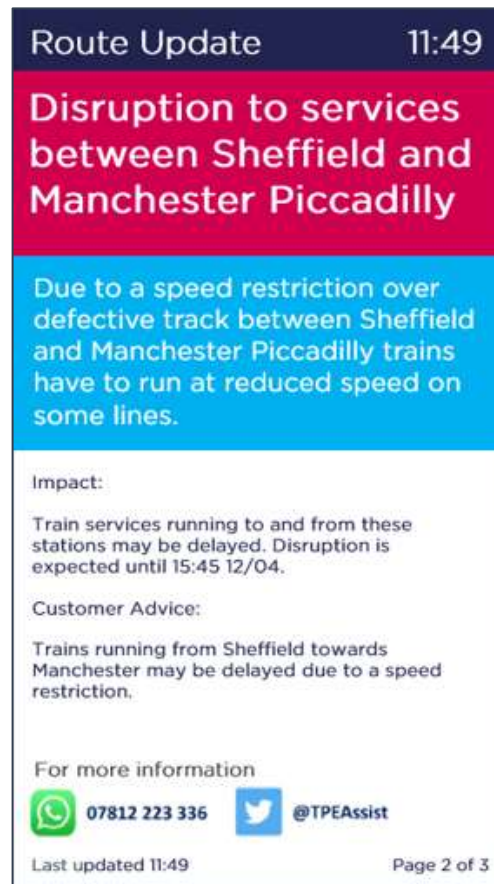 Route Update 11:49
Disruption to services
between Sheffield and
Manchester Piccadilly
Due to a speed restriction over
defective track between Sheffield
and Manchester Piccadilly trains
have to run at reduced speed on
some lines.
Impact:
Train services running to and from these
stations may be delayed. Disruption is
expected until 15:45 12/04.
Customer Advice:
Trains running from Sheffield towards
Manchester may be delayed due to a speed
restriction.
For more information
07812 223 336 @TPEAssist
Last updated 11:49 Page 2 of 3